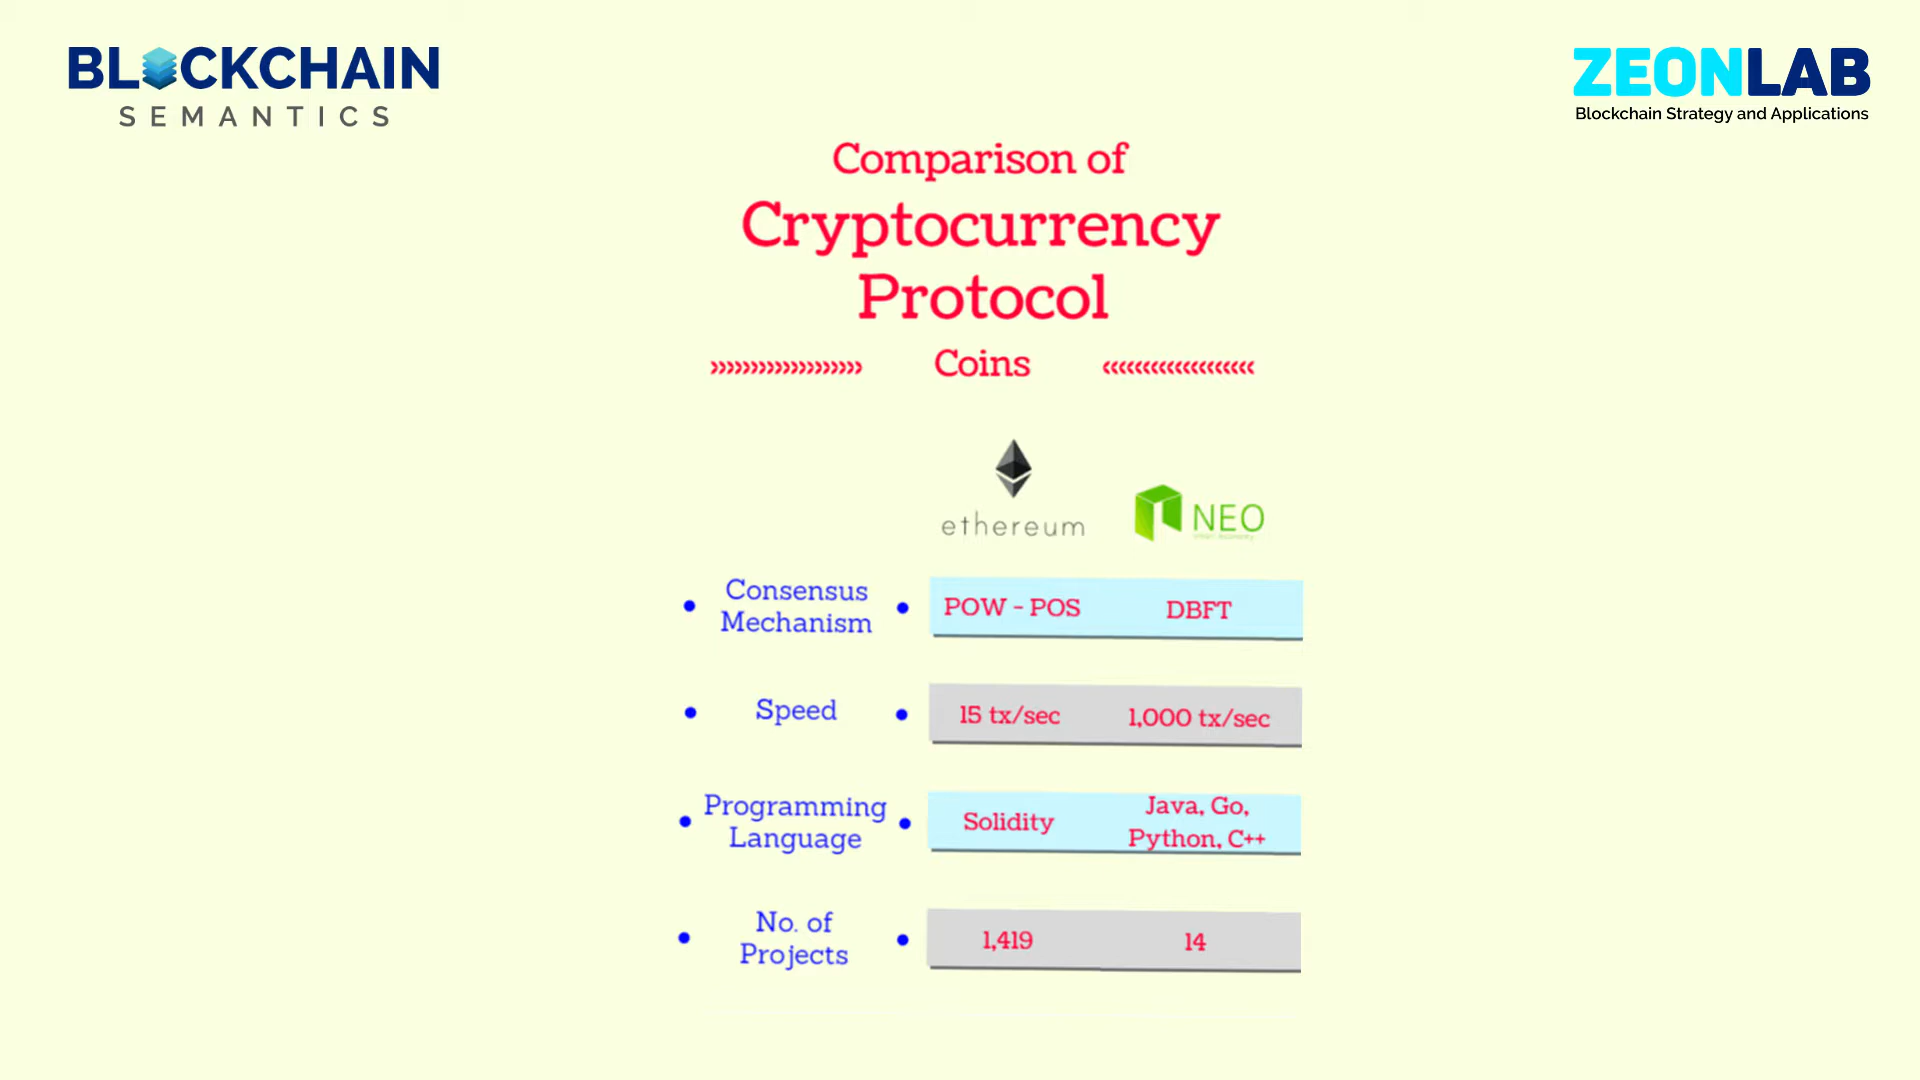 BLOCKCHAIN
SEMANTICS
ZEONLAB
Blockchain Strategy and Applications
Comparison of
Cryptocurrency
Protocol
Coins
ethereum
NEO
Consensus
Mechanism
POW - POS
DBFT
Speed
15 tx/sec
1,000 tx/sec
Programming
Language
Solidity
Java, Go,
Python, C++
No. of
Projects
1,419
14